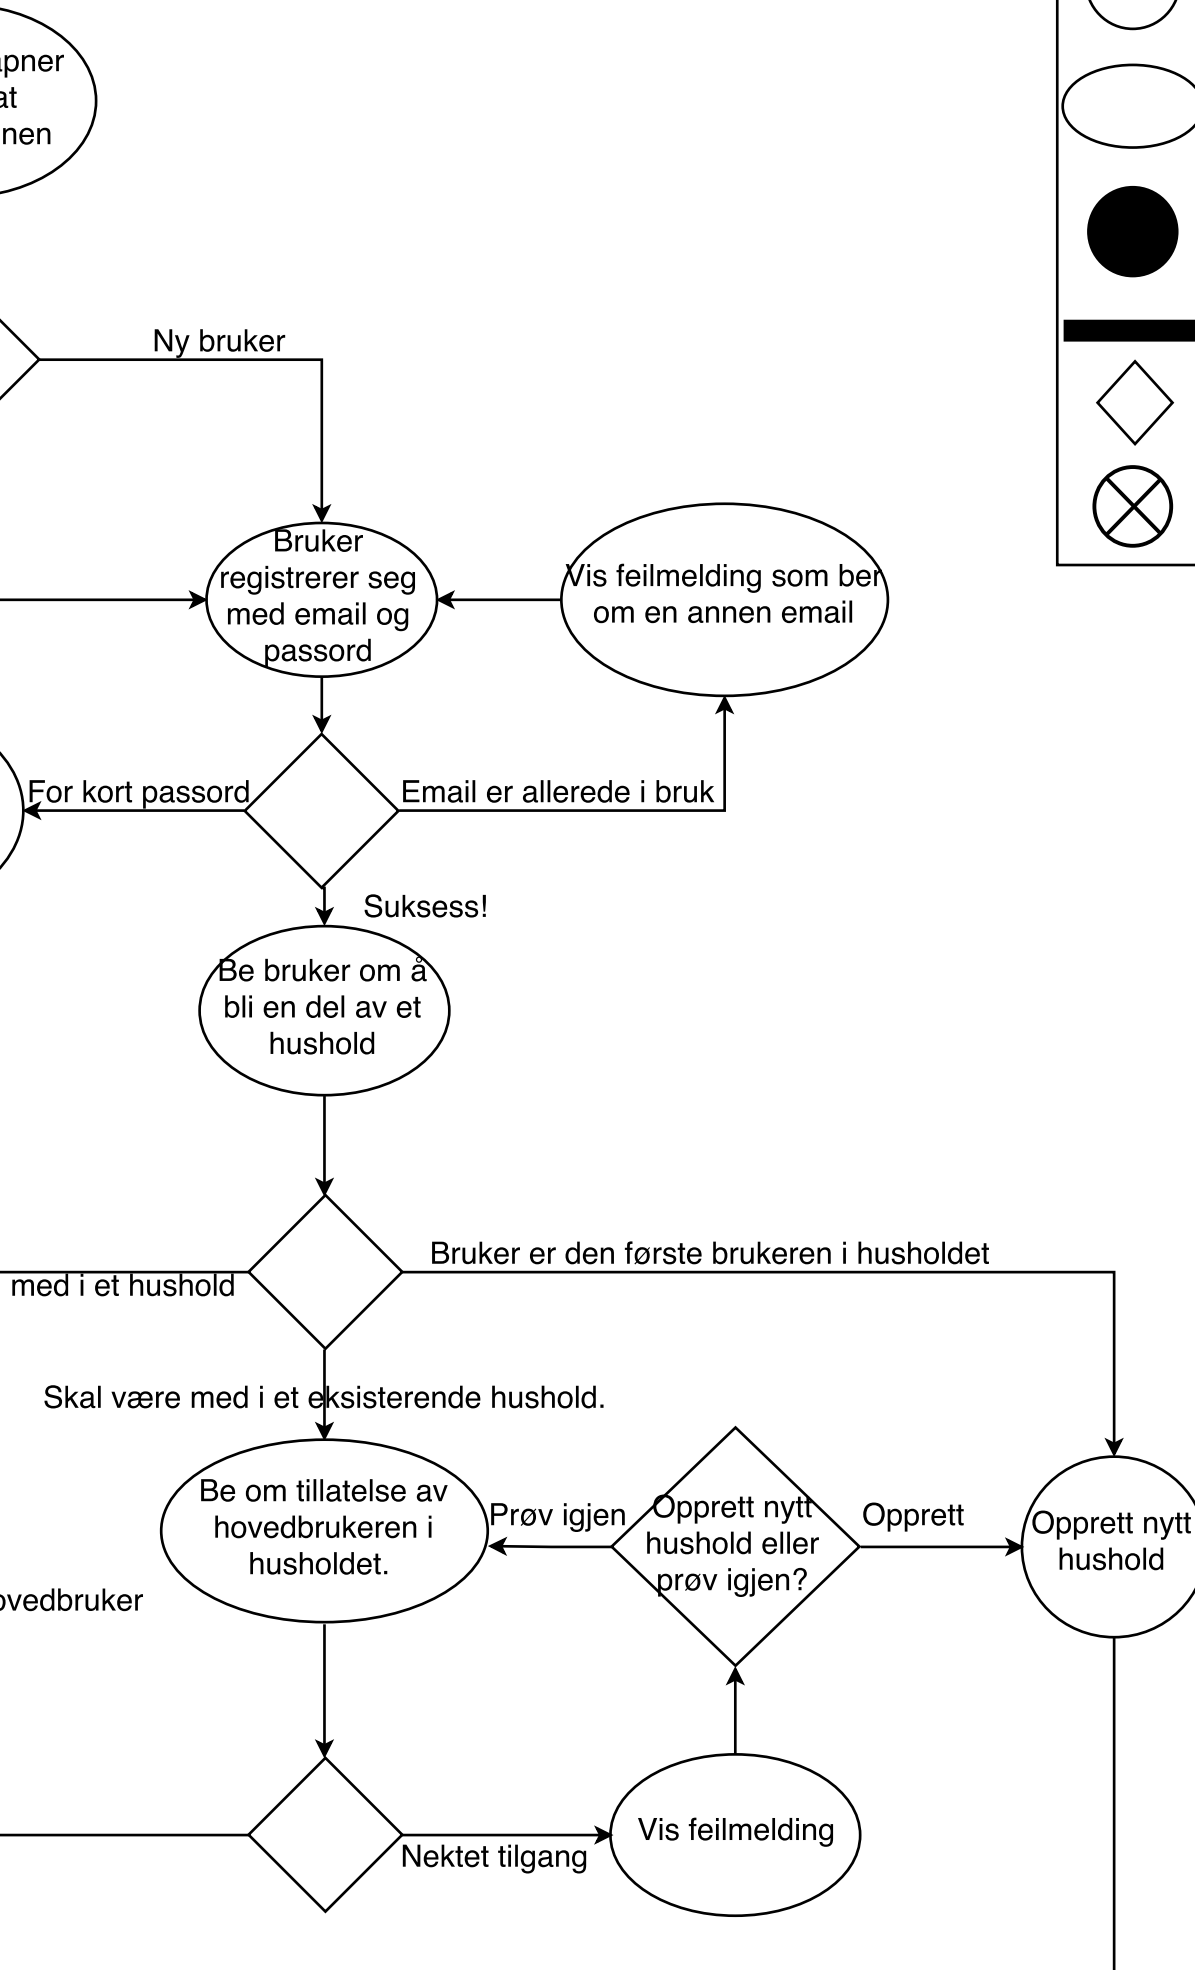 at
Ny bruker
Bruker
registrerer seg
med email og
passord
Vis feilmelding som ber
om en annen email
For kort passord
Email er allerede i bruk
Suksess!
Be bruker om å
bli en del av et
hushold
Bruker er den første brukeren i husholdet
med i et hushold
Skal være med i et eksisterende hushold.
Be om tillatelse av
hovedbrukeren i
husholdet.
Prøv igjen
Opprett nytt
hushold eller
prøv igjen?
Opprett
Opprett nytt
hushold
Vis feilmelding
Nektet tilgang